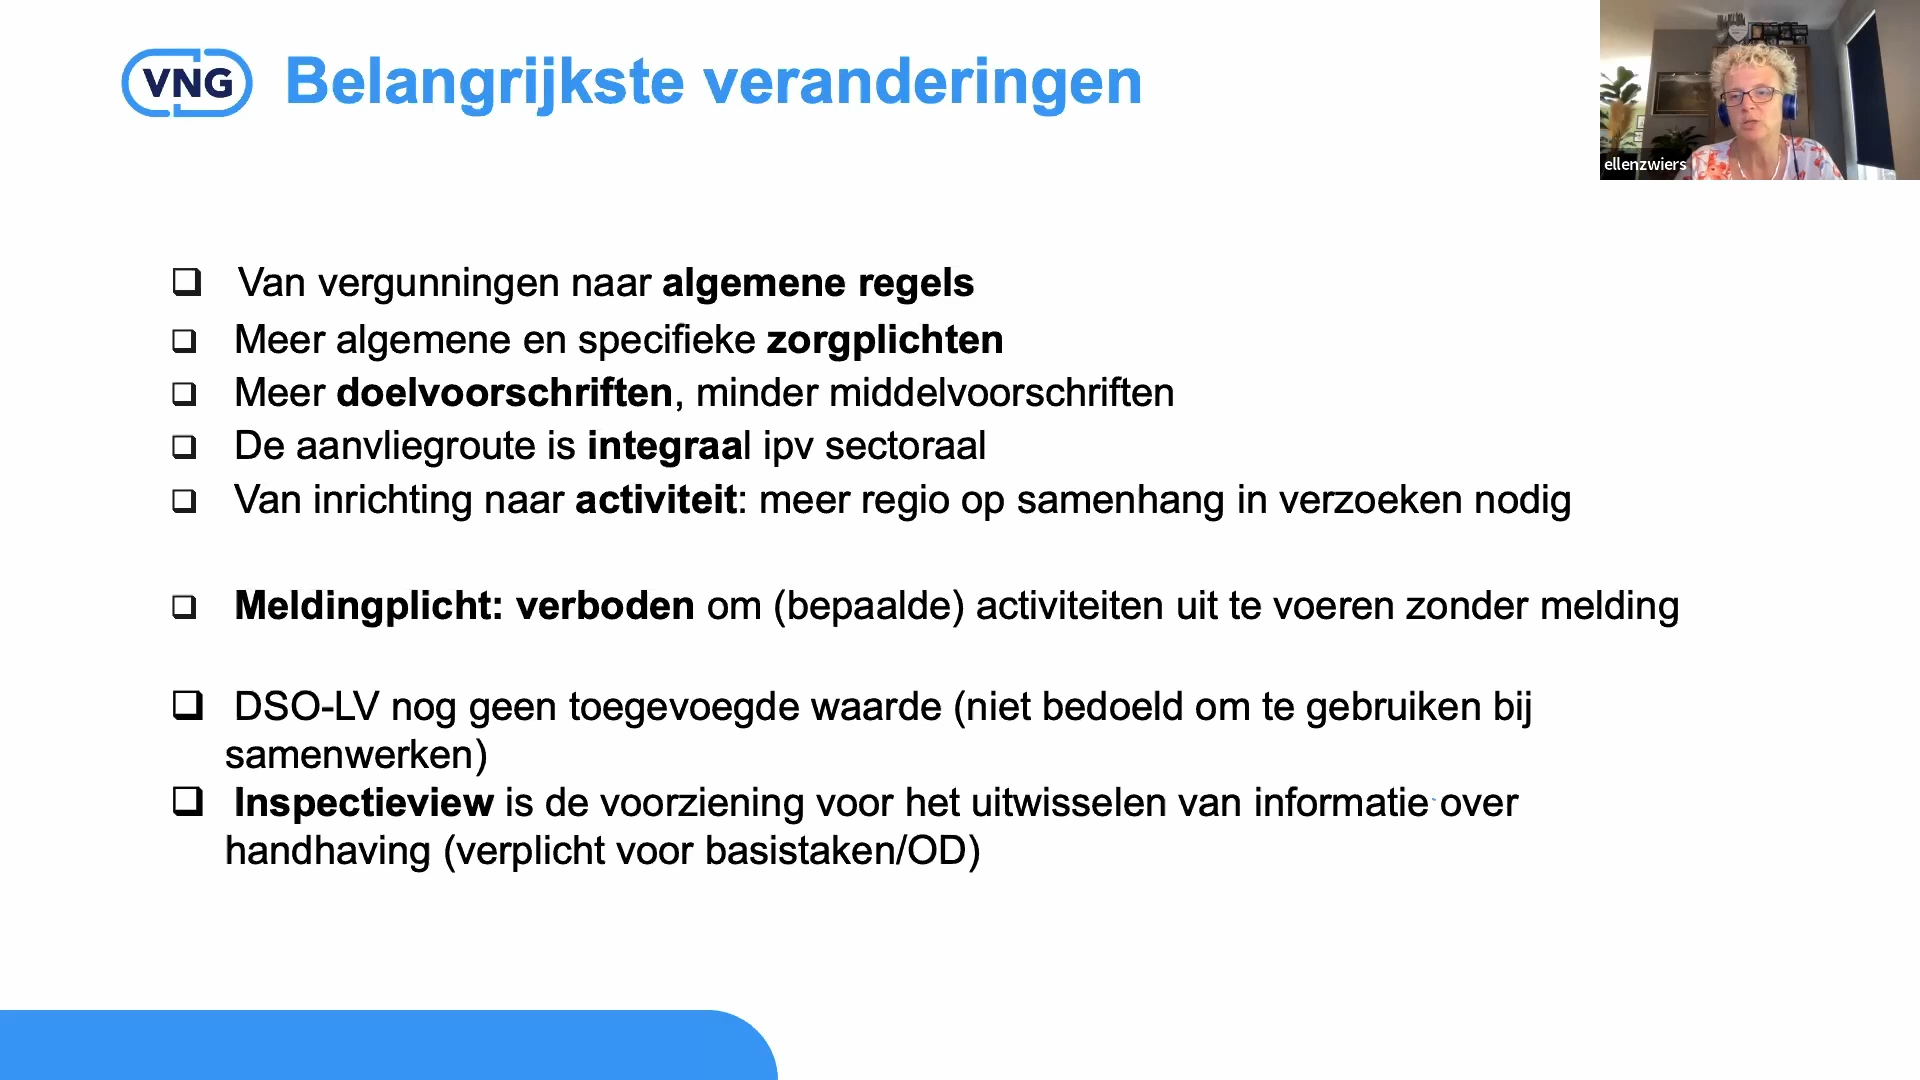 VNG Belangrijkste veranderingen
ellenzwiers
Van vergunningen naar algemene regels
Meer algemene en specifieke zorgplichten
Meer doelvoorschriften, minder middelvoorschriften
De aanvliegroute is integraal ipv sectoraal
Van inrichting naar activiteit: meer regio op samenhang in verzoeken nodig
Meldingplicht: verboden om (bepaalde) activiteiten uit te voeren zonder melding
DSO-LV nog geen toegevoegde waarde (niet bedoeld om te gebruiken bij
samenwerken)
Inspectieview is de voorziening voor het uitwisselen van informatie over
handhaving (verplicht voor basistaken/OD)